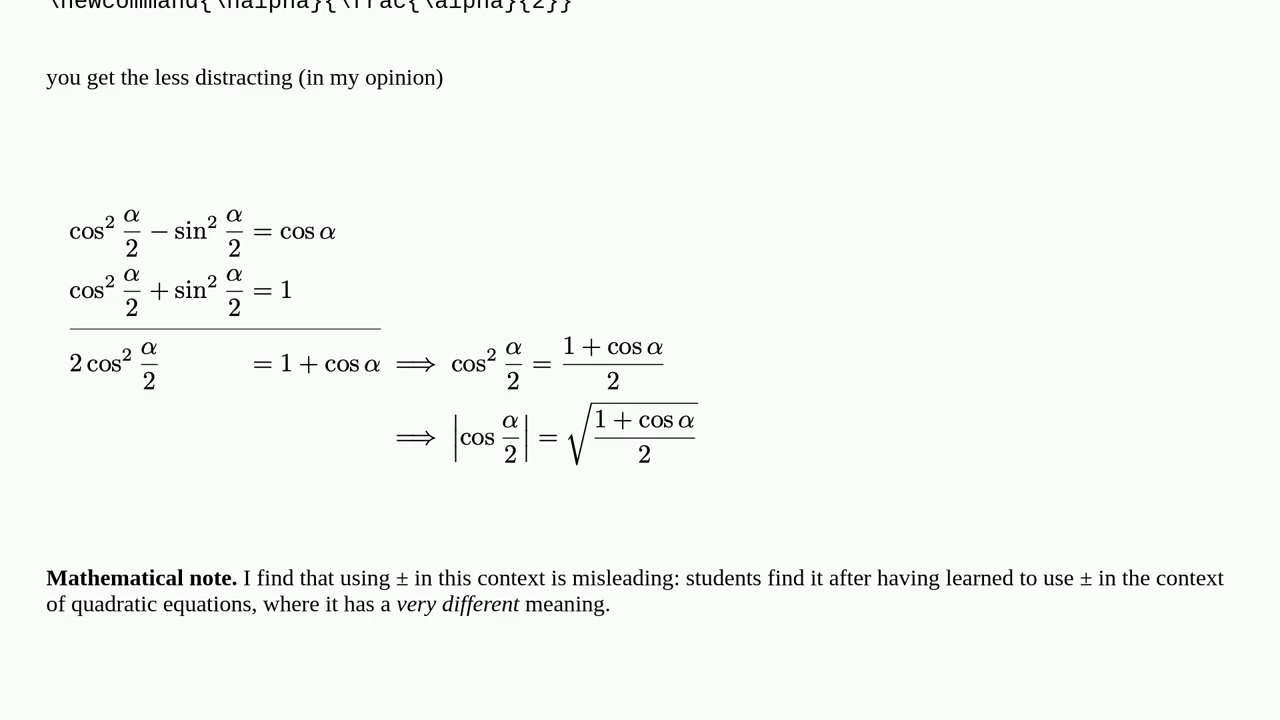 \newcommand{\halpha}{\frac{\alpha}{2}}
you get the less distracting (in my opinion)
cos² α/2 − sin² α/2 = cos α
cos² α/2 + sin² α/2 = 1
2 cos² α/2 = 1 + cos α ⟹ cos² α/2 = (1 + cos α)/2
⟹ |cos α/2| = √((1 + cos α)/2)
Mathematical note. I find that using ± in this context is misleading: students find it after having learned to use ± in the context
of quadratic equations, where it has a very different meaning.